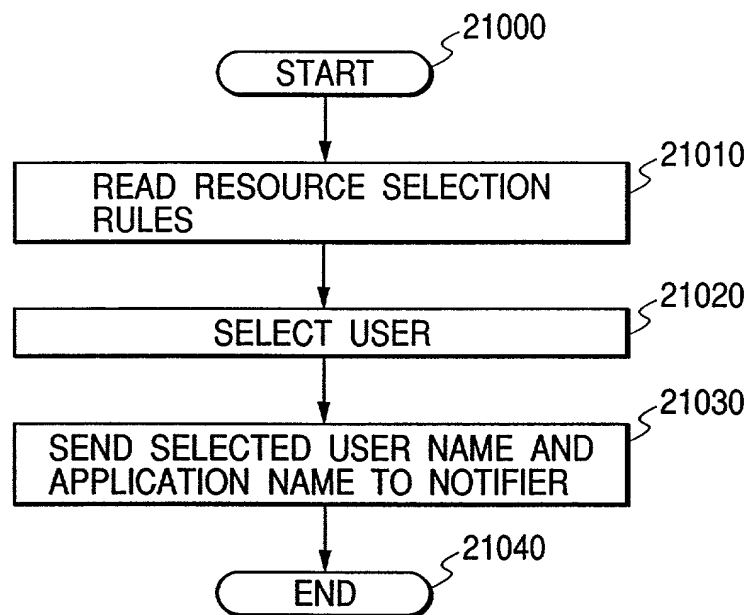 21000
START
21010
READ RESOURCE SELECTION
RULES
21020
SELECT USER
21030
SEND SELECTED USER NAME AND
APPLICATION NAME TO NOTIFIER
21040
END